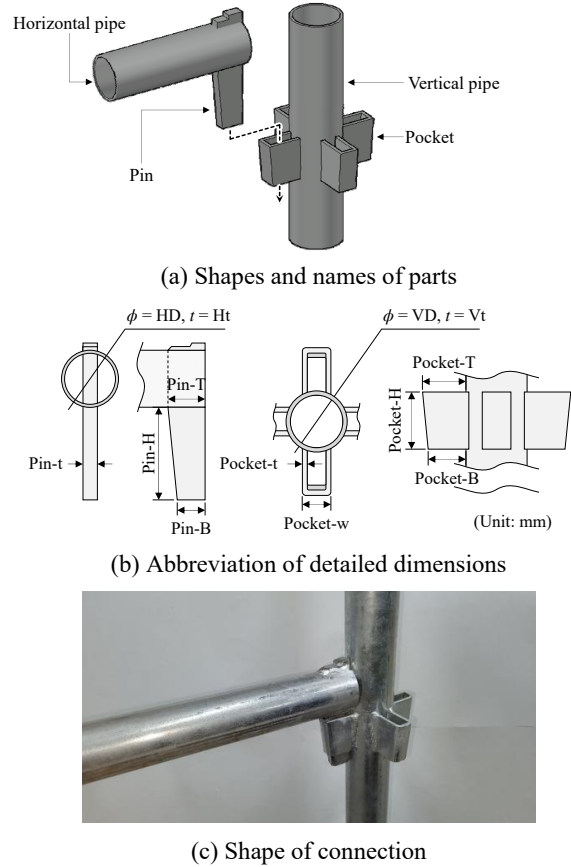 Horizontal pipe
Vertical pipe
Pocket
Pin
(a) Shapes and names of parts
ϕ = HD, t = Ht
ϕ = VD, t = Vt
Pin-T
Pocket-T
Pin-H
Pocket-H
Pin-t
Pocket-t
Pocket-B
Pin-B
Pocket-w
(Unit: mm)
(b) Abbreviation of detailed dimensions
(c) Shape of connection